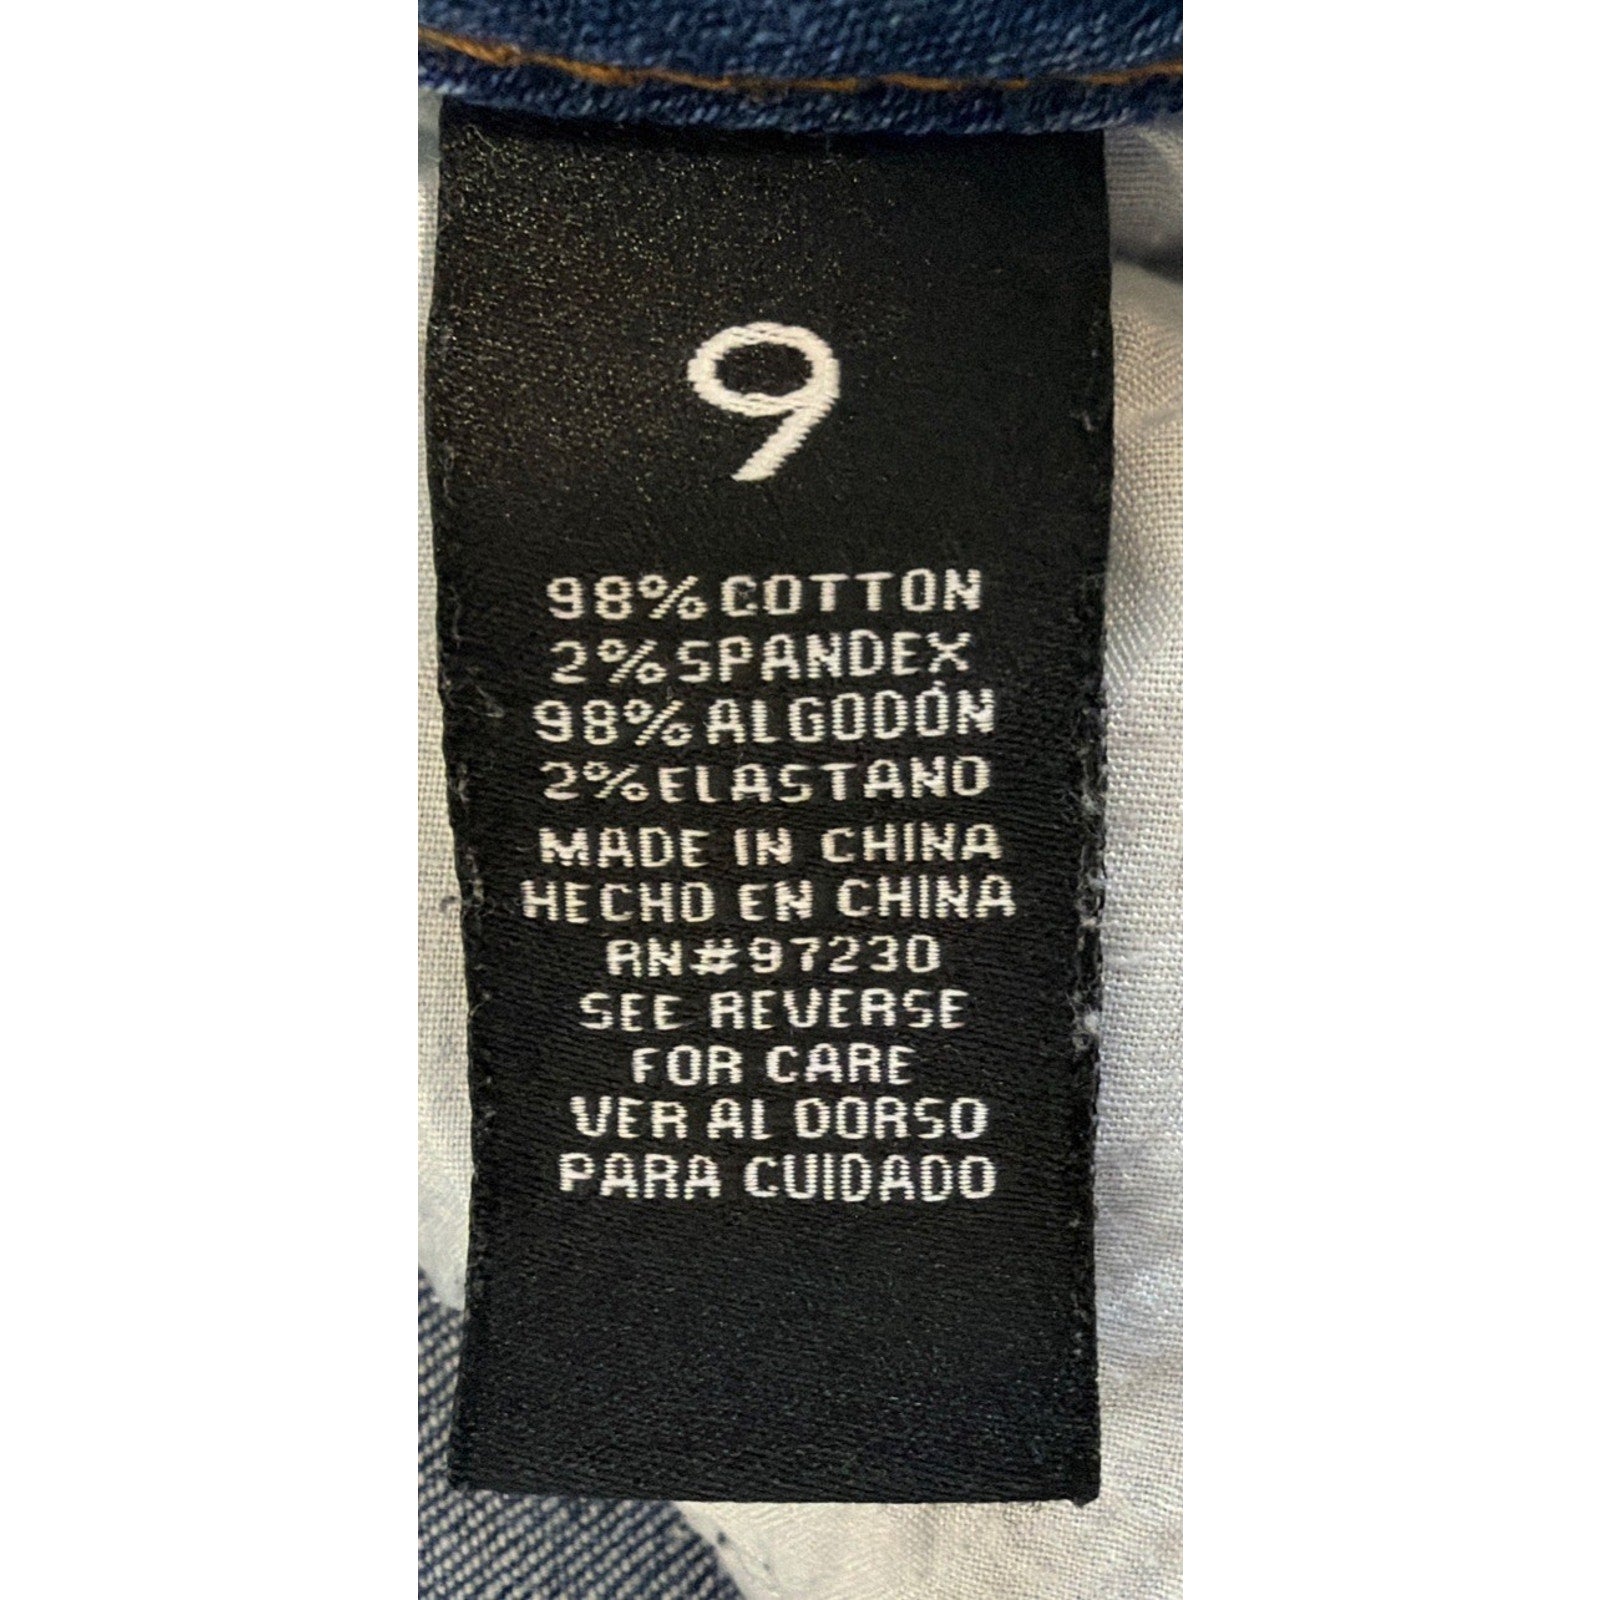 9
98% COTTON
2% SPANDEX
98% ALGODÓN
2% ELASTANO
MADE IN CHINA
HECHO EN CHINA
RN#97230
SEE REVERSE
FOR CARE
VER AL DORSO
PARA CUIDADO